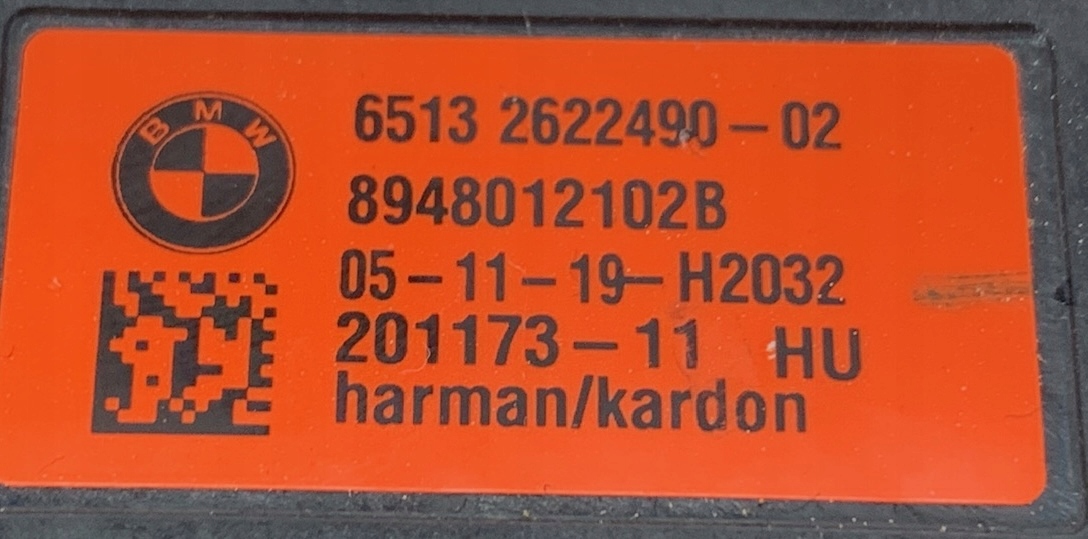 BMW
6513 2622490-02
8948012102B
05-11-19-H2032
201173-11 HU
harman/kardon